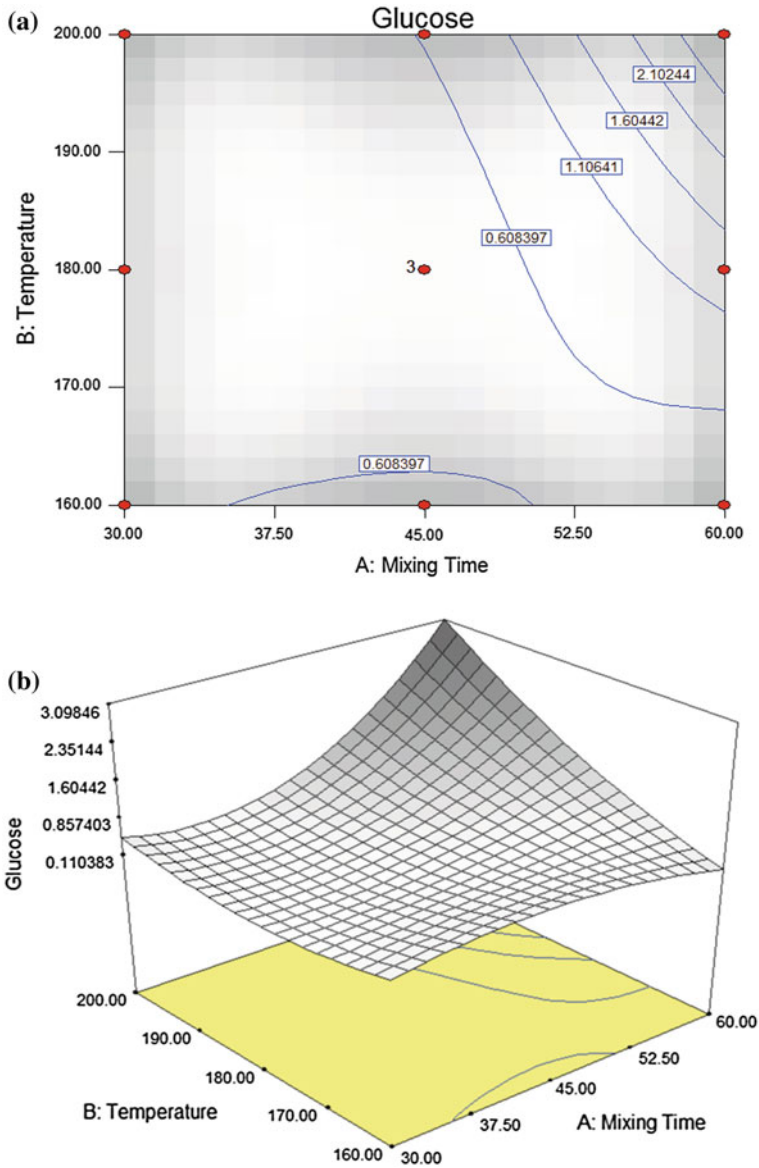 (a)
Glucose
200.00
190.00
180.00
170.00
160.00
B: Temperature
2.10244
1.60442
1.10641
0.608397
3
0.608397
30.00 37.50 45.00 52.50 60.00
A: Mixing Time
(b)
3.09846
2.35144
1.60442
0.857403
0.110383
Glucose
200.00
190.00
180.00
170.00
160.00
B: Temperature
60.00
52.50
45.00
37.50
30.00
A: Mixing Time